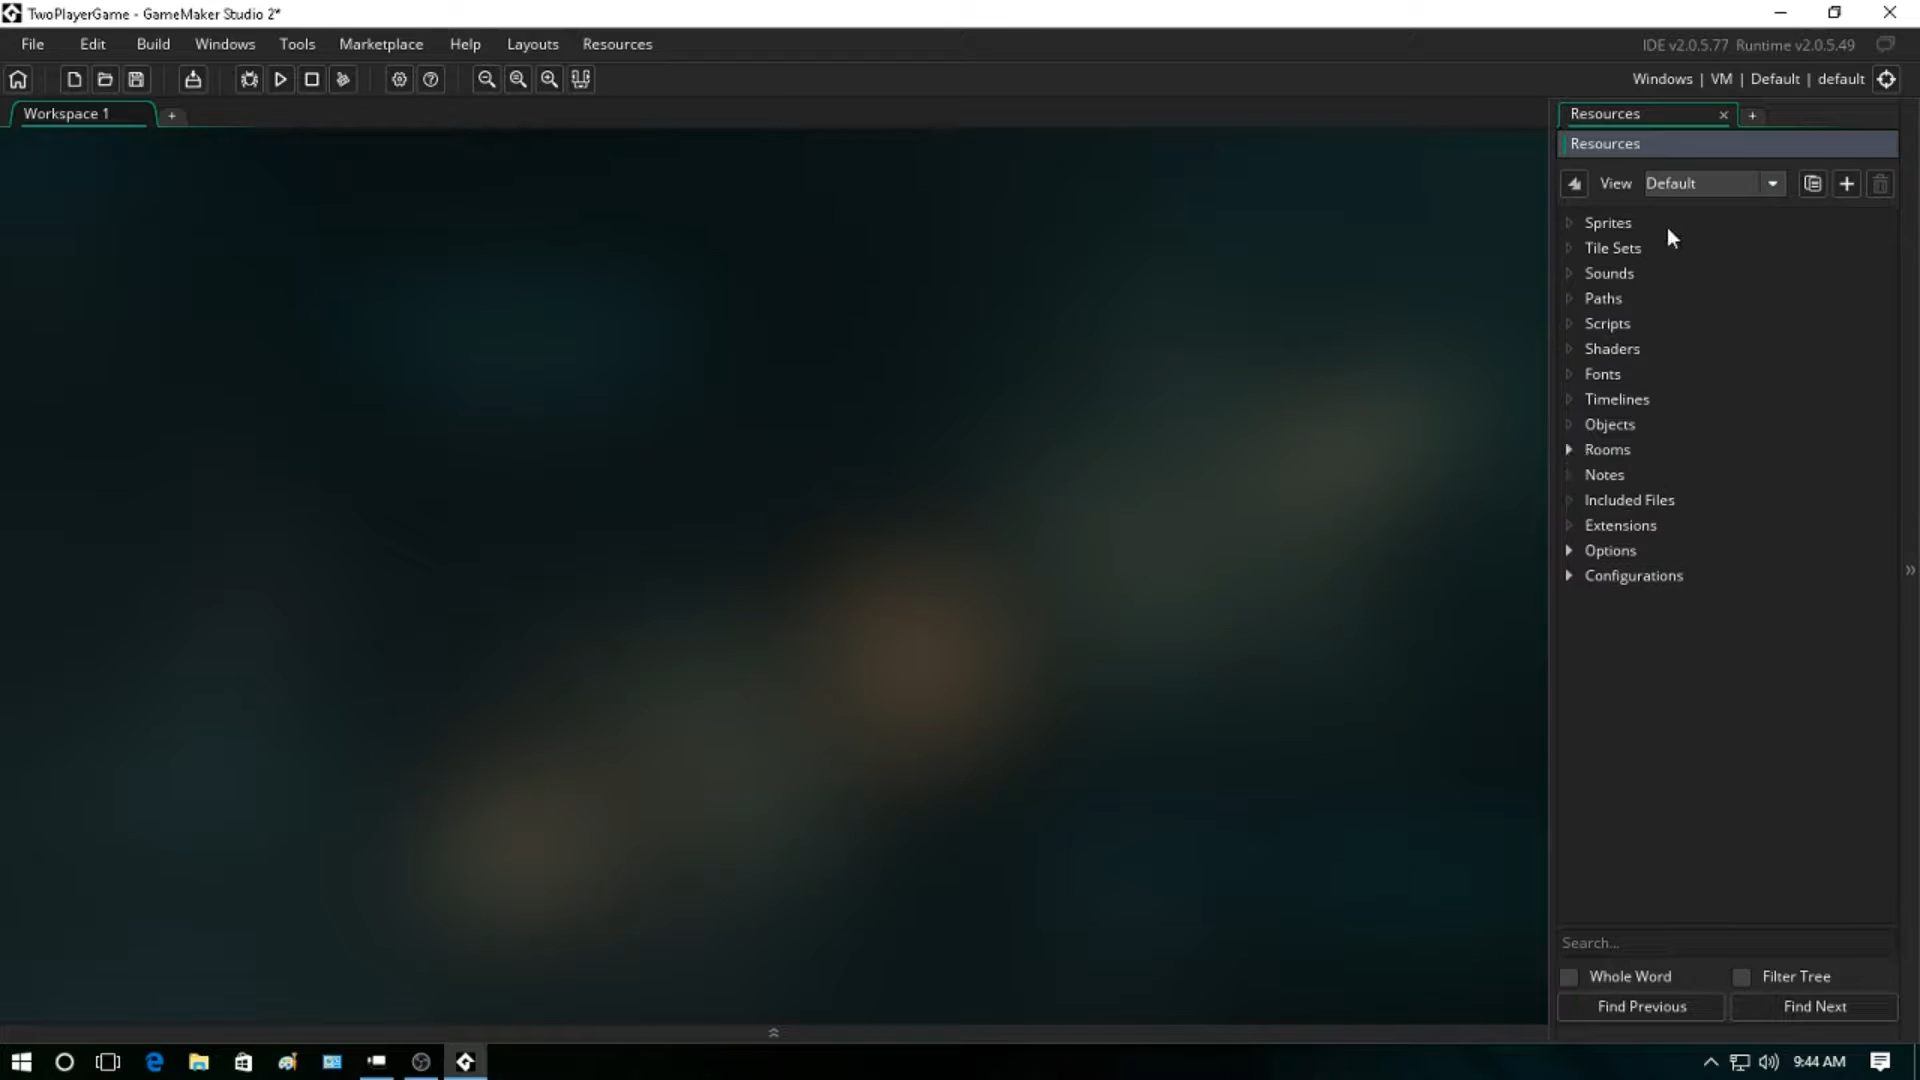 TwoPlayerGame - GameMaker Studio 2*
File Edit Build Windows Tools Marketplace Help Layouts Resources
IDE v2.0.5.77 Runtime v2.0.5.49
Windows | VM | Default | default
Workspace 1 +
Resources × +
Resources
View Default
Sprites
Tile Sets
Sounds
Paths
Scripts
Shaders
Fonts
Timelines
Objects
Rooms
Notes
Included Files
Extensions
Options
Configurations
Search...
Whole Word Filter Tree
Find Previous Find Next
9:44 AM